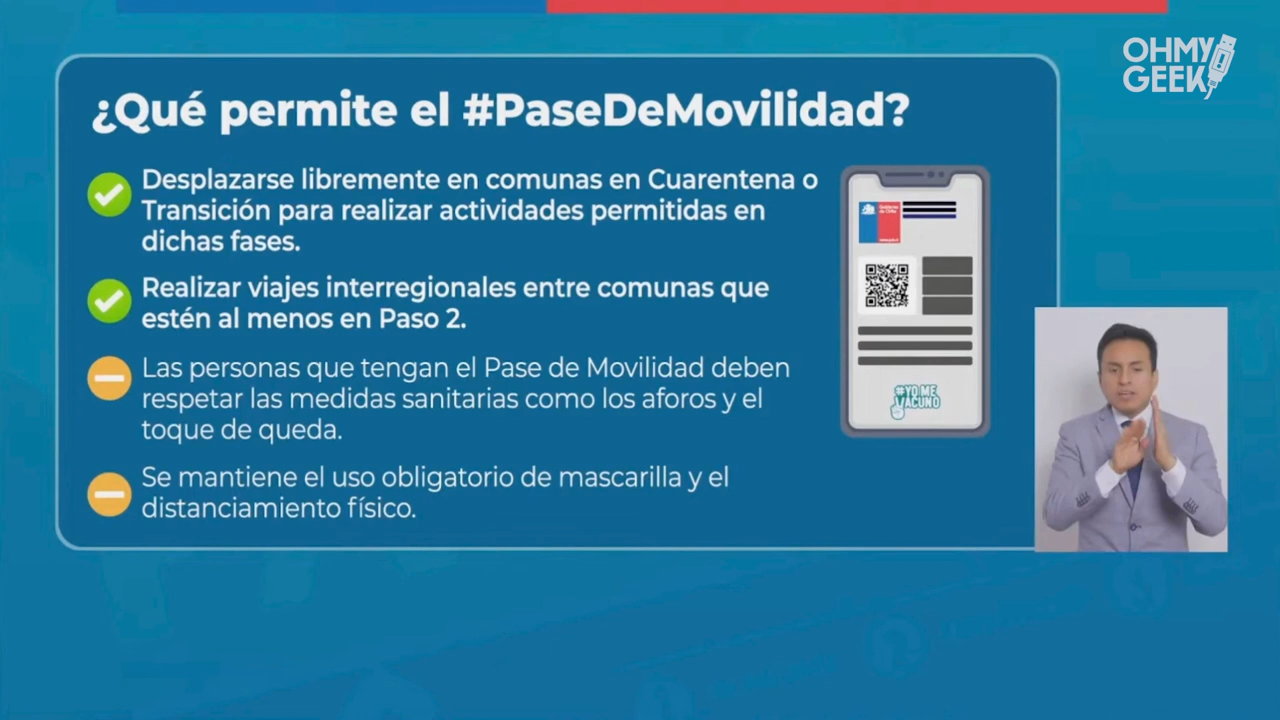 OHMY
GEEK
¿Qué permite el #PaseDeMovilidad?
Desplazarse libremente en comunas en Cuarentena o
Transición para realizar actividades permitidas en
dichas fases.
Realizar viajes interregionales entre comunas que
estén al menos en Paso 2.
Las personas que tengan el Pase de Movilidad deben
respetar las medidas sanitarias como los aforos y el
toque de queda.
Se mantiene el uso obligatorio de mascarilla y el
distanciamiento físico.
Gobierno
de Chile
#YO ME
VACUNO